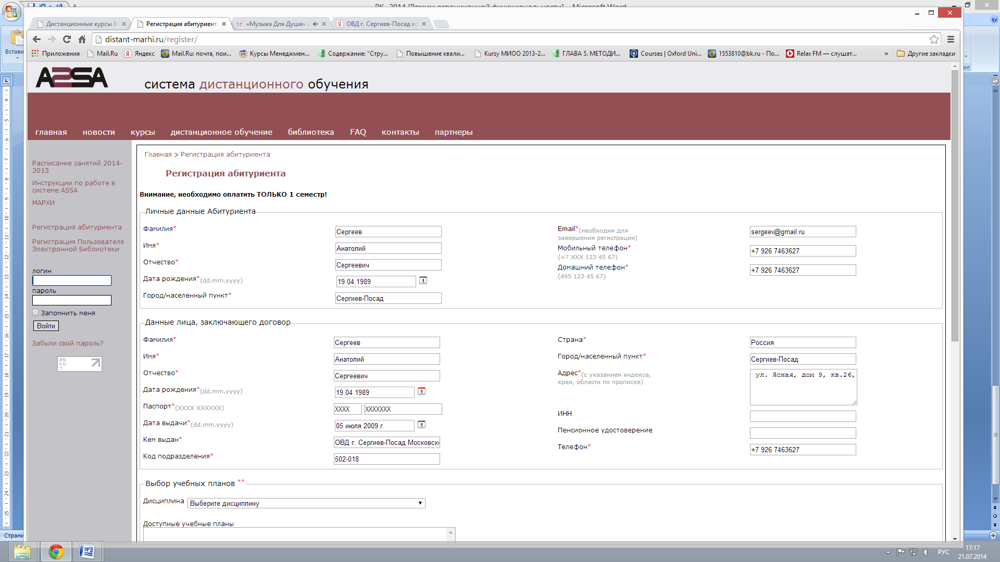 РК 2014 [Режим ограниченной функциональности] - Microsoft Word
Дистанционные курсы М
Регистрация абитуриент
«Музыка Для Души»
ОВД г. Сергиев-Посад ко
distant-marhi.ru/register/
Приложения
Mail.Ru
Яндекс
Mail.Ru: почта, пои...
Курсы Менеджмен...
Содержание: "Стру...
Повышение квали...
Kursy МИОО 2013-2...
ГЛАВА 5. МЕТОДИ...
Courses | Oxford Uni...
1553810@bk.ru - По...
Relax FM — слушат...
»
Другие закладки
Встави
ASSA
система дистанционного обучения
главная
новости
курсы
дистанционное обучение
библиотека
FAQ
контакты
партнеры
Расписание занятий 2014-
2015
Инструкции по работе в
системе ASSA
МАРХИ
Регистрация абитуриента
Регистрация Пользователя
Электронной Библиотеки
логин
пароль
Запомнить меня
Войти
Забыли свой пароль?
Главная > Регистрация абитуриента
Регистрация абитуриента
Внимание, необходимо оплатить ТОЛЬКО 1 семестр!
Личные данные Абитуриента
Фамилия* Сергеев
Имя* Анатолий
Отчество* Сергеевич
Дата рождения*(dd.mm.yyyy) 19.04.1989
Город/населенный пункт* Сергиев-Посад
Email*(необходим для
завершения регистрации)
sergeev@gmail.ru
Мобильный телефон*
(+7 XXX 123 45 67)
+7 926 7463627
Домашний телефон*
(495 123 45 67)
+7 926 7463627
Данные лица, заключающего договор
Фамилия* Сергеев
Имя* Анатолий
Отчество* Сергеевич
Дата рождения*(dd.mm.yyyy) 19.04.1989
Паспорт*(XXXX XXXXXX) XXXX XXXXXXX
Дата выдачи*(dd.mm.yyyy) 05 июля 2009 г.
Кем выдан* ОВД г. Сергиев-Посад Московско
Код подразделения* 502-018
Страна* Россия
Город/населенный пункт* Сергиев-Посад
Адрес*(с указанием индекса,
края, области по прописке)
ул. Ясная, дом 9, кв.26,
ИНН
Пенсионное удостоверение
Телефон* +7 926 7463627
Выбор учебных планов **
Дисциплина Выберите дисциплину
Доступные учебные планы
Страни
РУС
17:17
21.07.2014